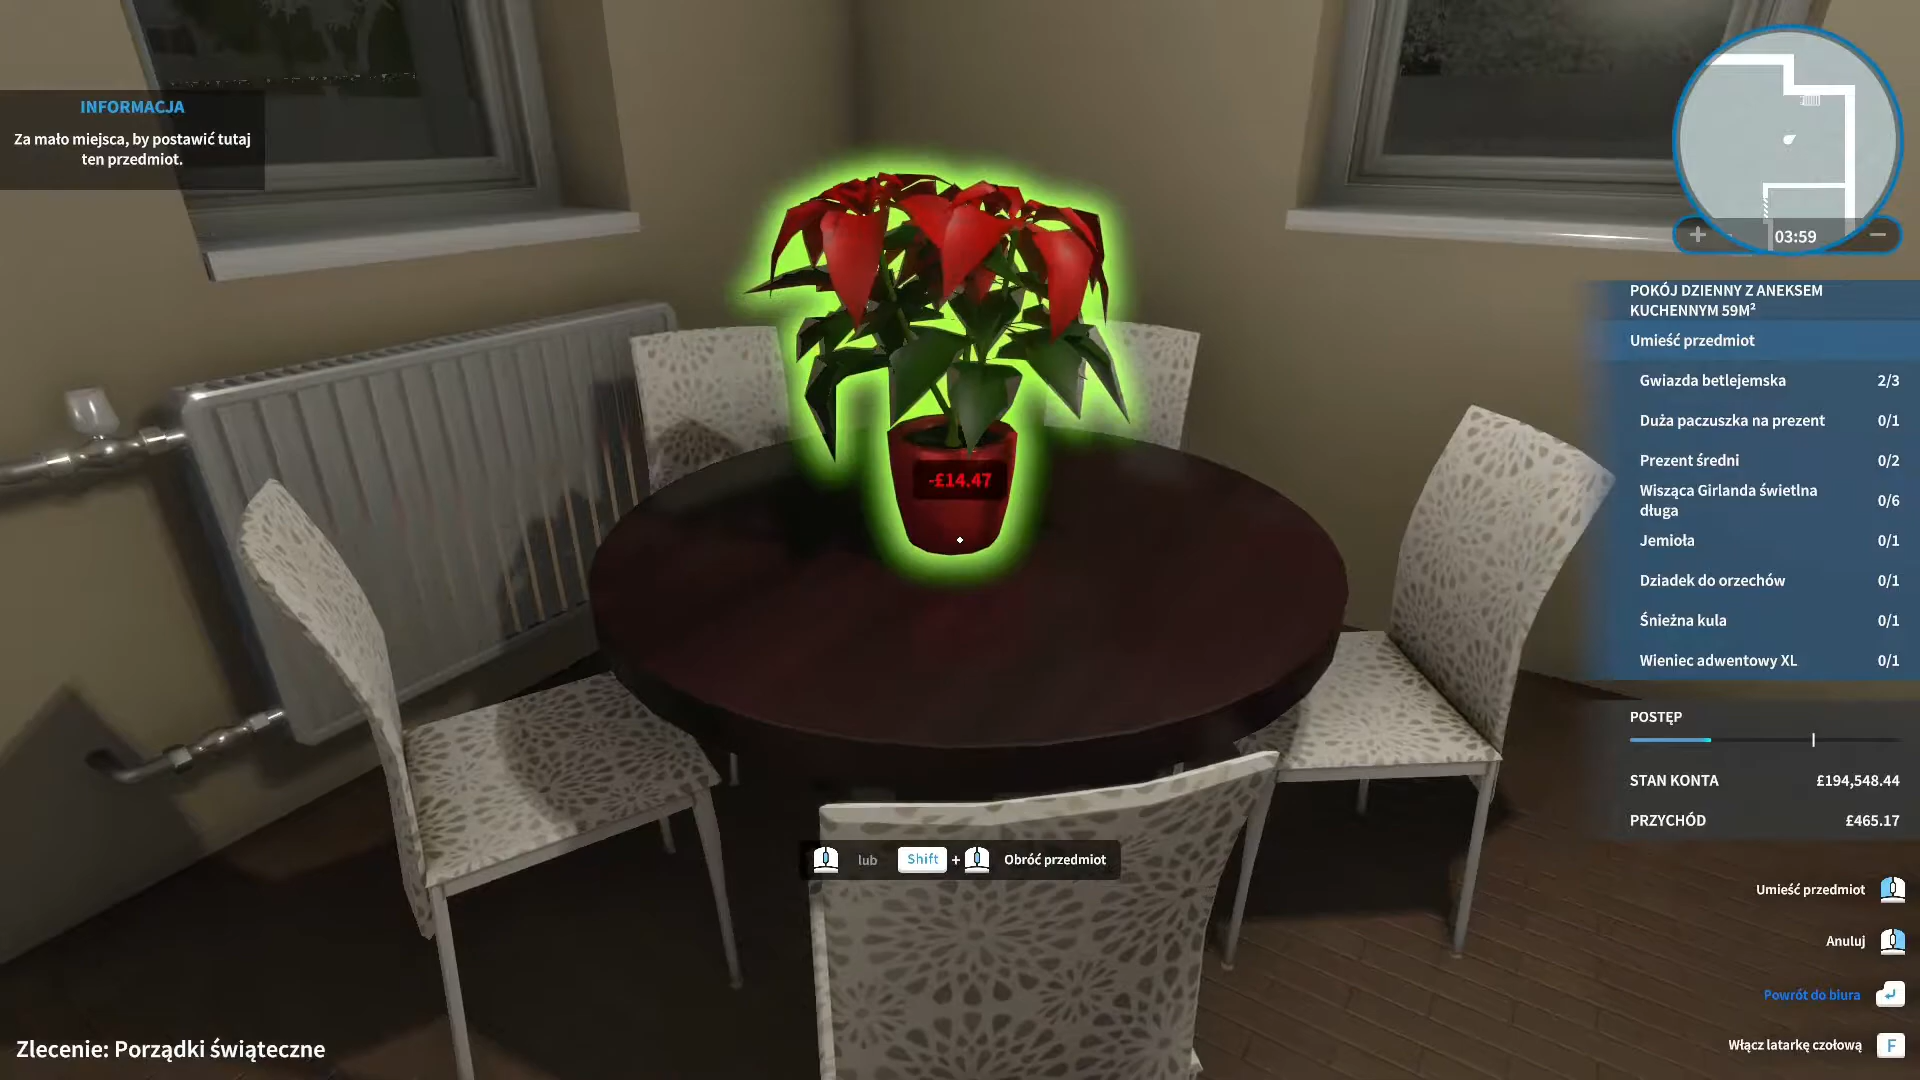 INFORMACJA
Za mało miejsca, by postawić tutaj
ten przedmiot.
03:59
POKÓJ DZIENNY Z ANEKSEM
KUCHENNYM 59M²
Umieść przedmiot
Gwiazda betlejemska 2/3
Duża paczuszka na prezent 0/1
Prezent średni 0/2
Wisząca Girlanda świetlna
długa 0/6
Jemioła 0/1
Dziadek do orzechów 0/1
Śnieżna kula 0/1
Wieniec adwentowy XL 0/1
-£14.47
POSTĘP
STAN KONTA £194,548.44
PRZYCHÓD £465.17
lub Shift + Obróć przedmiot
Umieść przedmiot
Anuluj
Powrót do biura
Włącz latarkę czołową F
Zlecenie: Porządki świąteczne